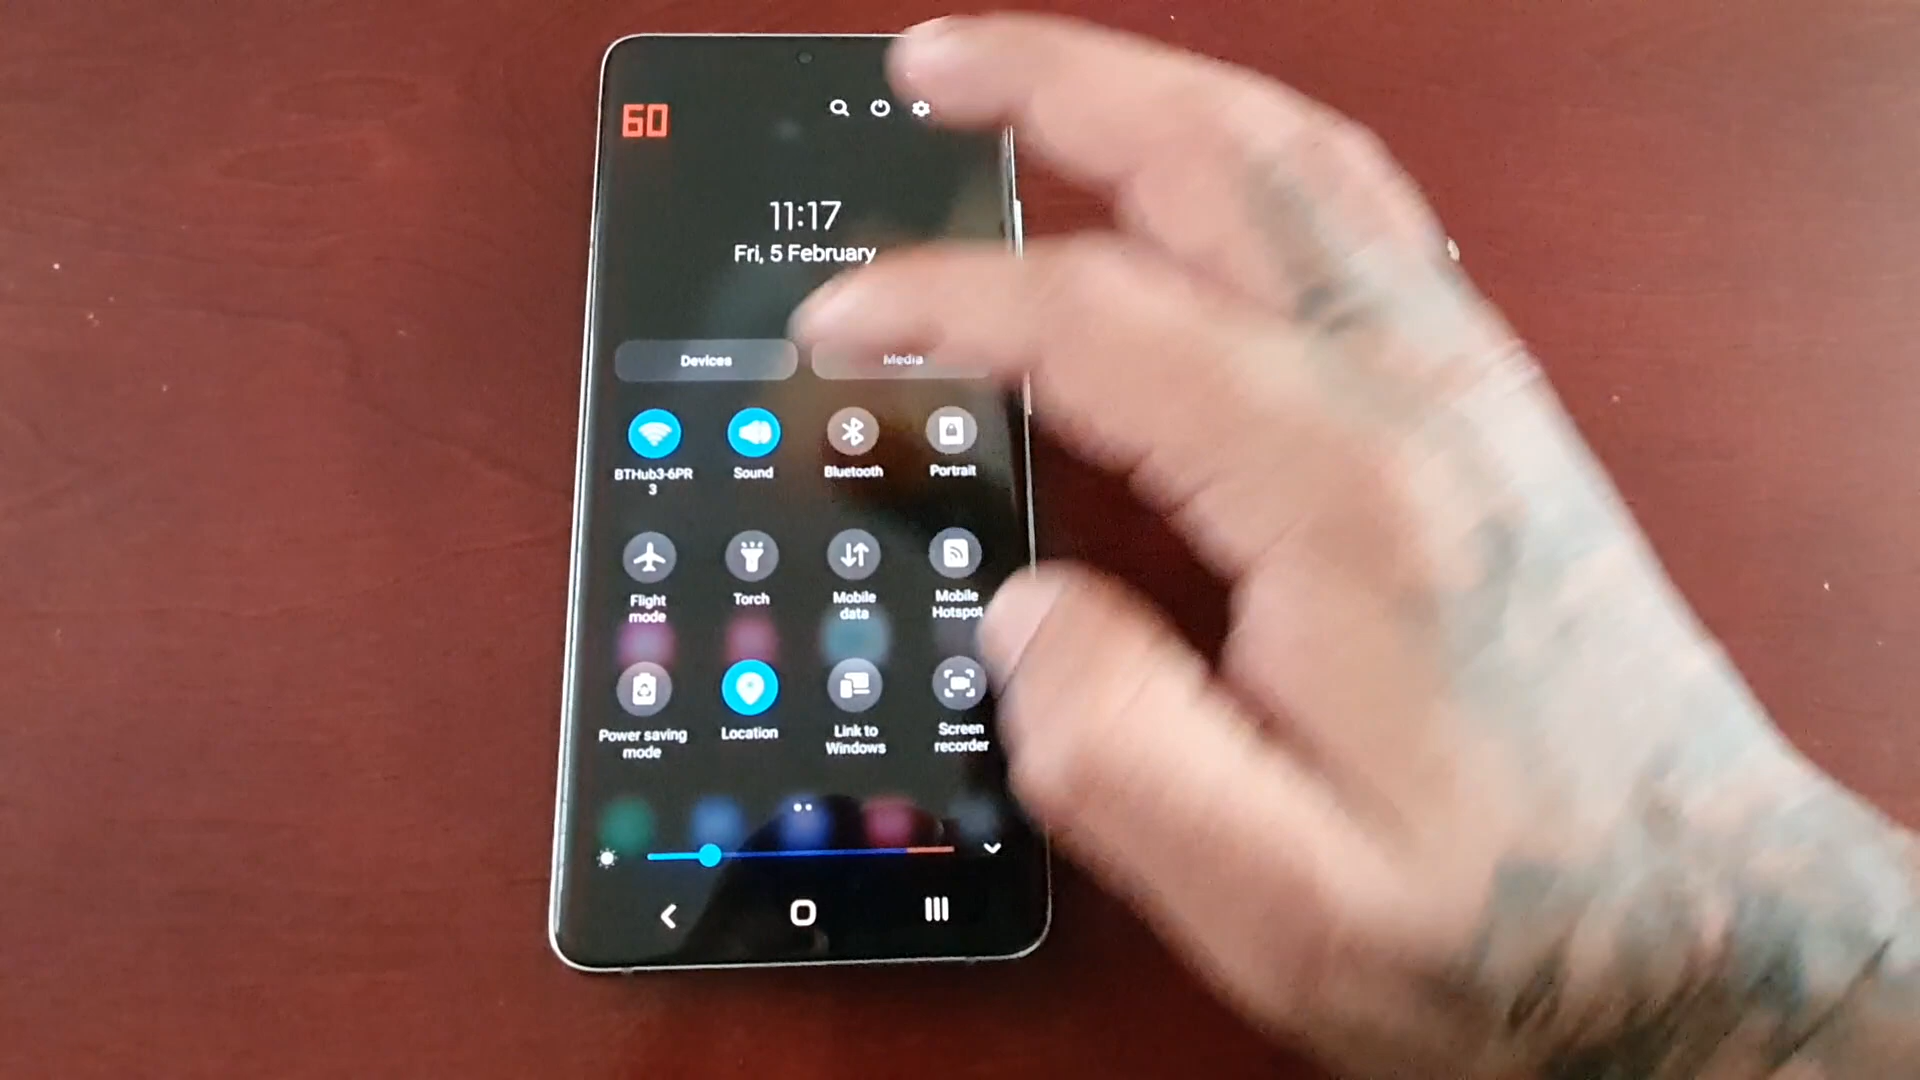 60
11:17
Fri, 5 February
Devices
Media
BTHub3-6PR
3
Sound
Bluetooth
Portrait
Flight
mode
Torch
Mobile
data
Mobile
Hotspot
Power saving
mode
Location
Link to
Windows
Screen
recorder